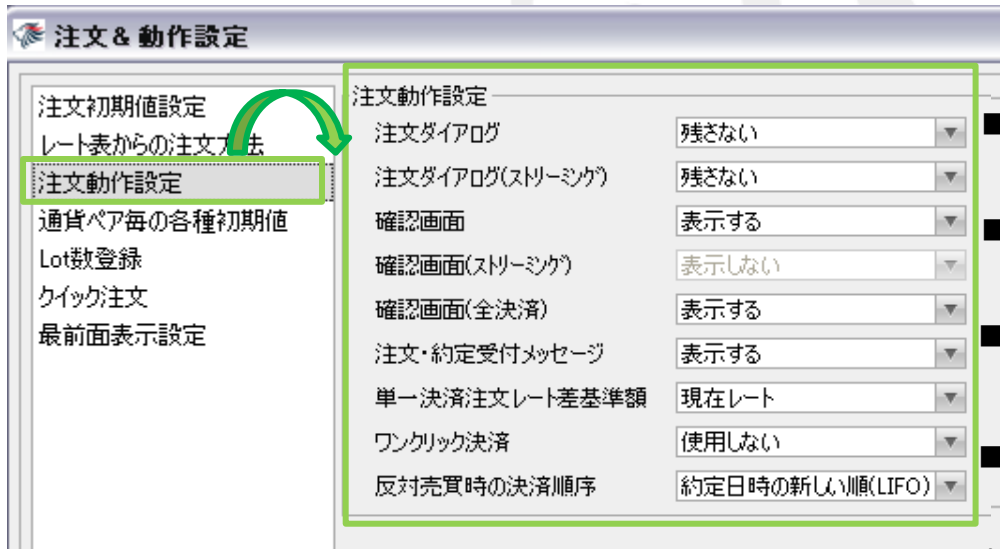 注文& 動作設定
注文初期値設定
レート表からの注文方法
注文動作設定
通貨ペア毎の各種初期値
Lot数登録
クイック注文
最前面表示設定
注文動作設定
注文ダイアログ 残さない
注文ダイアログ(ストリーミング) 残さない
確認画面 表示する
確認画面(ストリーミング) 表示しない
確認画面(全決済) 表示する
注文・約定受付メッセージ 表示する
単一決済注文レート差基準額 現在レート
ワンクリック決済 使用しない
反対売買時の決済順序 約定日時の新しい順(LIFO)